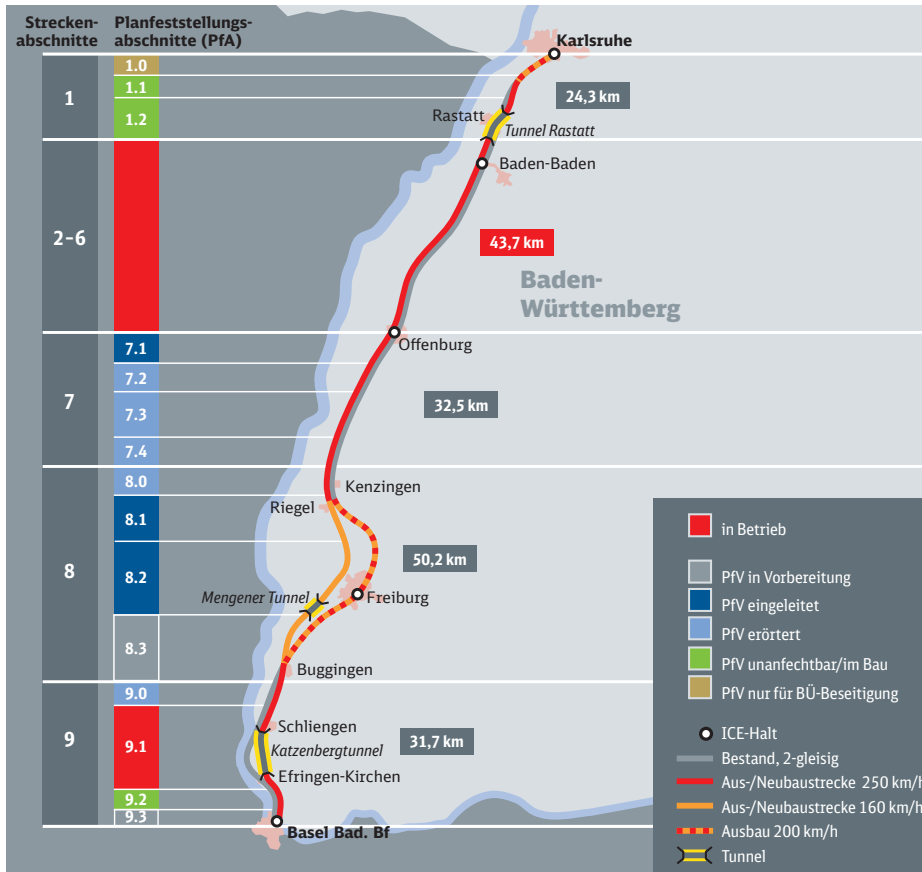 Strecken-
abschnitte
Planfeststellungs-
abschnitte (PfA)
1
2–6
7
8
9
1.0
1.1
1.2
7.1
7.2
7.3
7.4
8.0
8.1
8.2
8.3
9.0
9.1
9.2
9.3
Karlsruhe
24,3 km
Rastatt
Tunnel Rastatt
Baden-Baden
43,7 km
Baden-
Württemberg
Offenburg
32,5 km
Kenzingen
Riegel
50,2 km
Mengener Tunnel
Freiburg
Buggingen
Schliengen
31,7 km
Katzenbergtunnel
Efringen-Kirchen
Basel Bad. Bf
in Betrieb
PfV in Vorbereitung
PfV eingeleitet
PfV erörtert
PfV unanfechtbar/im Bau
PfV nur für BÜ-Beseitigung
ICE-Halt
Bestand, 2-gleisig
Aus-/Neubaustrecke 250 km/h
Aus-/Neubaustrecke 160 km/h
Ausbau 200 km/h
Tunnel